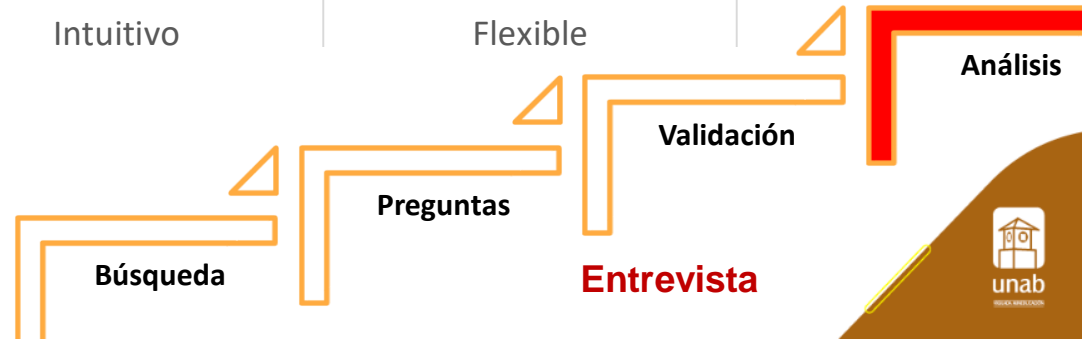 Intuitivo
Flexible
Análisis
Validación
Preguntas
Búsqueda
Entrevista
unab